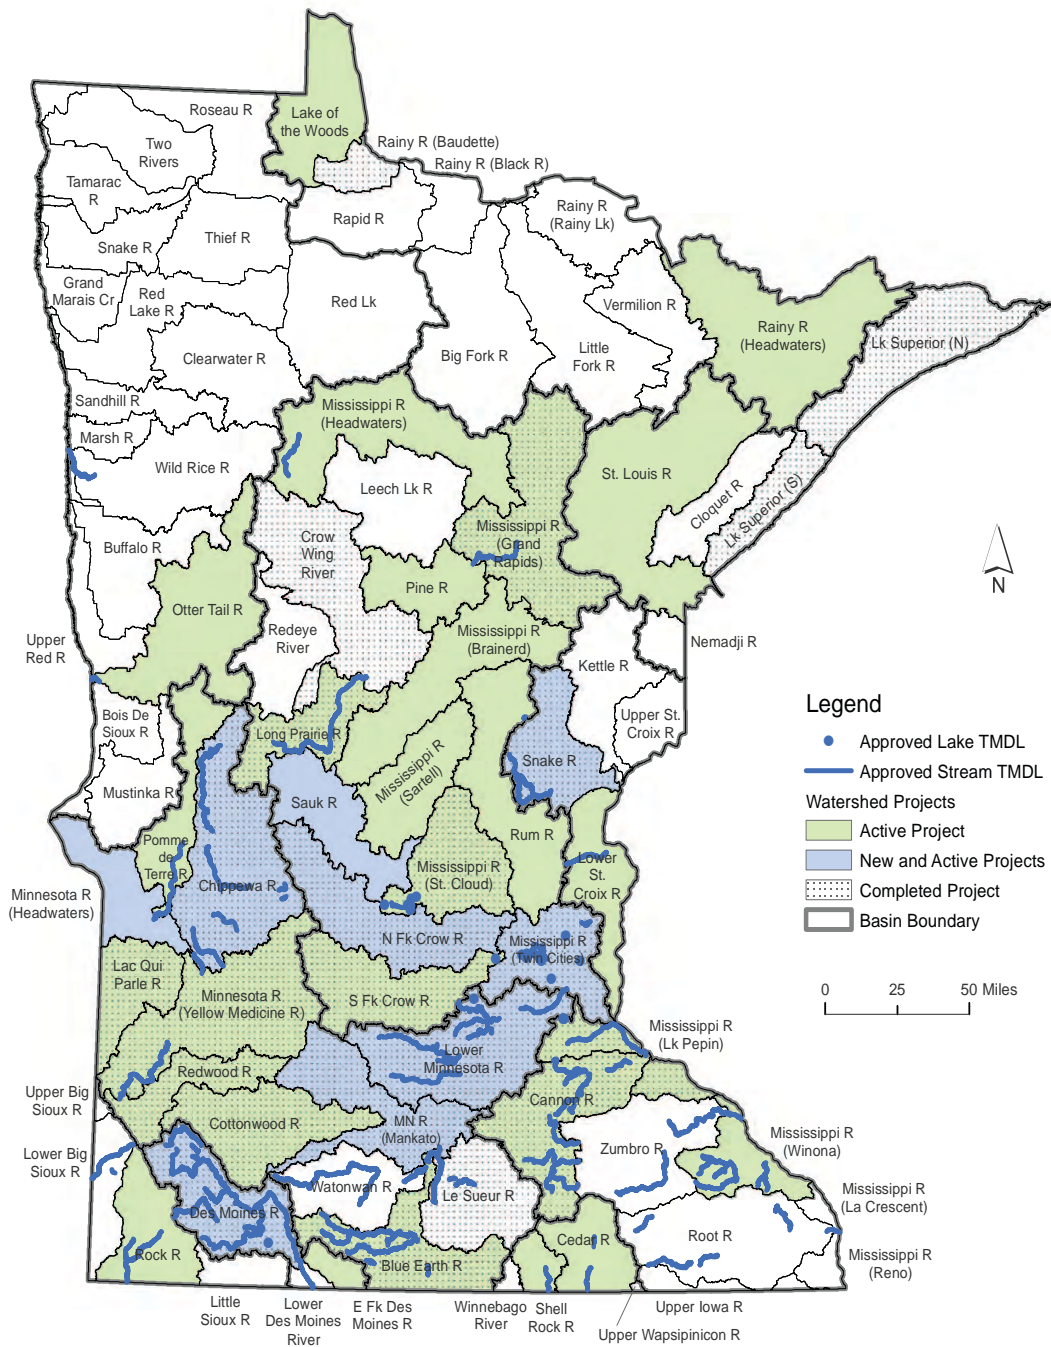 Roseau R
Lake of
the Woods
Two
Rivers
Rainy R (Baudette)
Rainy R (Black R)
Tamarac
R
Rainy R
(Rainy Lk)
Rapid R
Thief R
Snake R
Grand
Marais Cr
Red
Lake R
Red Lk
Vermilion R
Rainy R
(Headwaters)
Lk Superior (N)
Clearwater R
Big Fork R
Little
Fork R
Sandhill R
Mississippi R
(Headwaters)
Marsh R
Wild Rice R
St. Louis R
Leech Lk R
Cloquet R
Lk Superior (S)
Mississippi R
(Grand
Rapids)
Buffalo R
Crow
Wing
River
N
Pine R
Otter Tail R
Redeye
River
Mississippi R
(Brainerd)
Upper
Red R
Nemadji R
Kettle R
Bois De
Sioux R
Upper St.
Croix R
Long Prairie R
Mississippi R
(Sartell)
Snake R
Mustinka R
Sauk R
Rum R
Pomme
de
Terre R
Lower
St.
Croix R
Mississippi R
(St. Cloud)
Chippewa R
Minnesota R
(Headwaters)
N Fk Crow R
Mississippi R
(Twin Cities)
Lac Qui
Parle R
Minnesota R
(Yellow Medicine R)
S Fk Crow R
Legend
Approved Lake TMDL
Approved Stream TMDL
Watershed Projects
Active Project
New and Active Projects
Completed Project
Basin Boundary
0 25 50 Miles
Mississippi R
(Lk Pepin)
Lower
Minnesota R
Redwood R
Upper Big
Sioux R
Cannon R
Cottonwood R
MN R
(Mankato)
Lower Big
Sioux R
Zumbro R
Mississippi R
(Winona)
Watonwan R
Le Sueur R
Mississippi R
(La Crescent)
Des Moines R
Root R
Cedar R
Rock R
Blue Earth R
Mississippi R
(Reno)
Little
Sioux R
Lower
Des Moines
River
E Fk Des
Moines R
Winnebago
River
Shell
Rock R
Upper Iowa R
Upper Wapsipinicon R